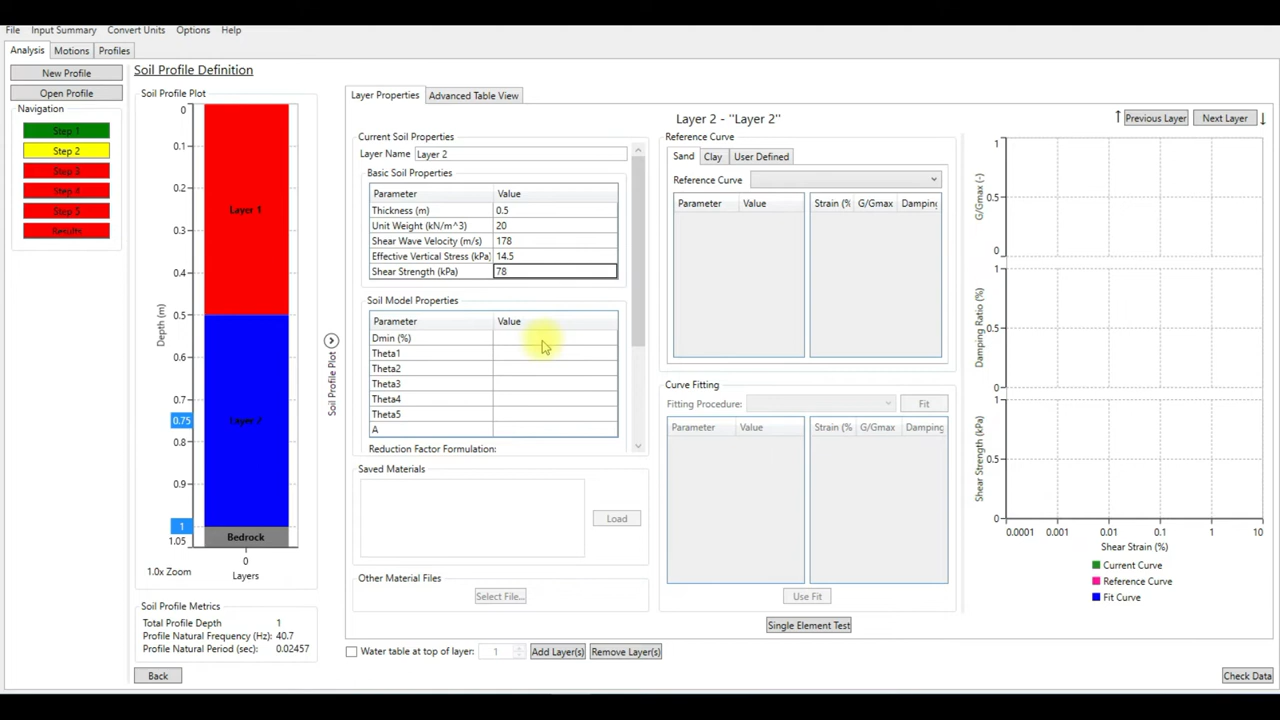 File Input Summary Convert Units Options Help
Analysis Motions Profiles
New Profile
Open Profile
Navigation
Step 1
Step 2
Step 3
Step 4
Step 5
Results
Soil Profile Definition
Soil Profile Plot
0
0.1
0.2
0.3
0.4
0.5
0.6
0.7
0.75
0.8
0.9
1
1.05
Depth (m)
Layer 1
Layer 2
Bedrock
0
1.0x Zoom
Layers
Soil Profile Metrics
Total Profile Depth 1
Profile Natural Frequency (Hz): 40.7
Profile Natural Period (sec): 0.02457
Back
Soil Profile Plot
Layer Properties Advanced Table View
Layer 2 - "Layer 2"
Previous Layer Next Layer
Current Soil Properties
Layer Name Layer 2
Basic Soil Properties
Parameter Value
Thickness (m) 0.5
Unit Weight (kN/m^3) 20
Shear Wave Velocity (m/s) 178
Effective Vertical Stress (kPa) 14.5
Shear Strength (kPa) 78
Soil Model Properties
Parameter Value
Dmin (%)
Theta1
Theta2
Theta3
Theta4
Theta5
A
Reduction Factor Formulation:
Saved Materials
Load
Other Material Files
Select File...
Water table at top of layer: 1 Add Layer(s) Remove Layer(s)
Reference Curve
Sand Clay User Defined
Reference Curve
Parameter Value Strain (% G/Gmax Damping
Curve Fitting
Fitting Procedure: Fit
Parameter Value Strain (% G/Gmax Damping
Use Fit
Single Element Test
G/Gmax (-)
1
0.5
0
Damping Ratio (%)
1
0.5
0
Shear Strength (kPa)
1
0.5
0
0.0001 0.001 0.01 0.1 1 10
Shear Strain (%)
Current Curve
Reference Curve
Fit Curve
Check Data